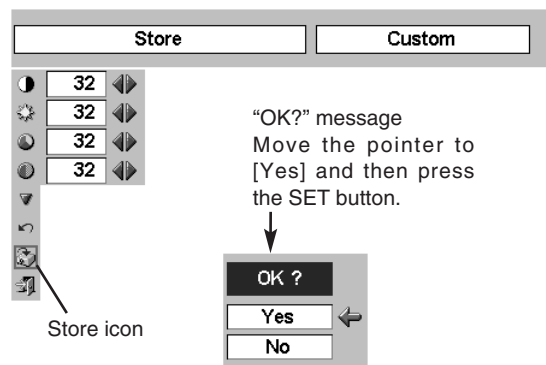 Store
Custom
32
32
32
32
“OK?” message
Move the pointer to
[Yes] and then press
the SET button.
OK ?
Yes
No
Store icon